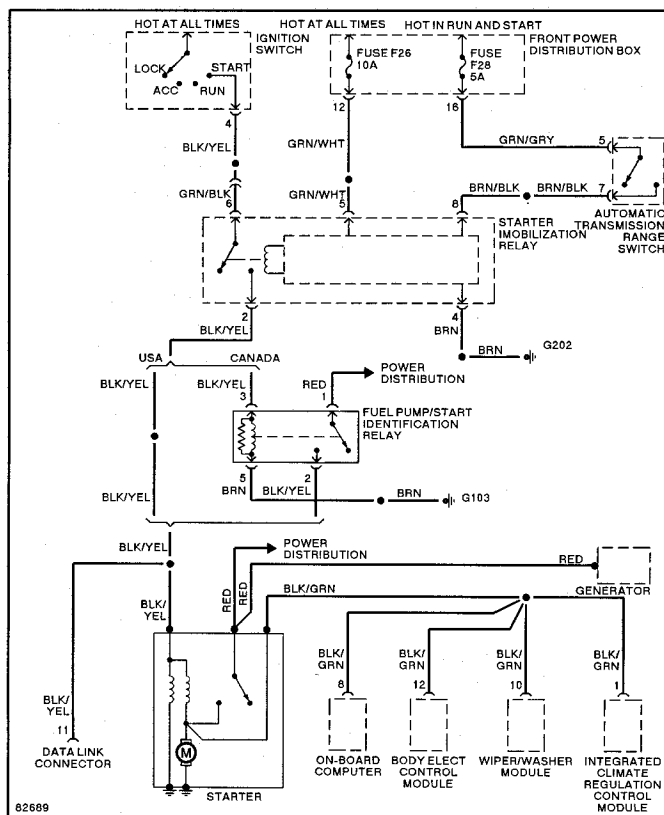 HOT AT ALL TIMES
IGNITION
SWITCH
LOCK
START
ACC
RUN
4
BLK/YEL
GRN/BLK
6
HOT AT ALL TIMES
HOT IN RUN AND START
FUSE F26
10A
FUSE
F28
5A
FRONT POWER
DISTRIBUTION BOX
12
16
GRN/WHT
GRN/WHT
5
GRN/GRY
5
BRN/BLK
BRN/BLK
7
8
AUTOMATIC
TRANSMISSION
RANGE
SWITCH
STARTER
IMOBILIZATION
RELAY
2
BLK/YEL
4
BRN
BRN
G202
USA
CANADA
BLK/YEL
BLK/YEL
3
RED
1
POWER
DISTRIBUTION
FUEL PUMP/START
IDENTIFICATION
RELAY
5
2
BRN
BLK/YEL
BLK/YEL
BRN
G103
BLK/YEL
POWER
DISTRIBUTION
RED
GENERATOR
RED
RED
BLK/GRN
BLK/
YEL
BLK/
YEL
11
DATA LINK
CONNECTOR
M
STARTER
BLK/
GRN
8
ON-BOARD
COMPUTER
BLK/
GRN
12
BODY ELECT
CONTROL
MODULE
BLK/
GRN
10
WIPER/WASHER
MODULE
BLK/
GRN
1
INTEGRATED
CLIMATE
REGULATION
CONTROL
MODULE
82689